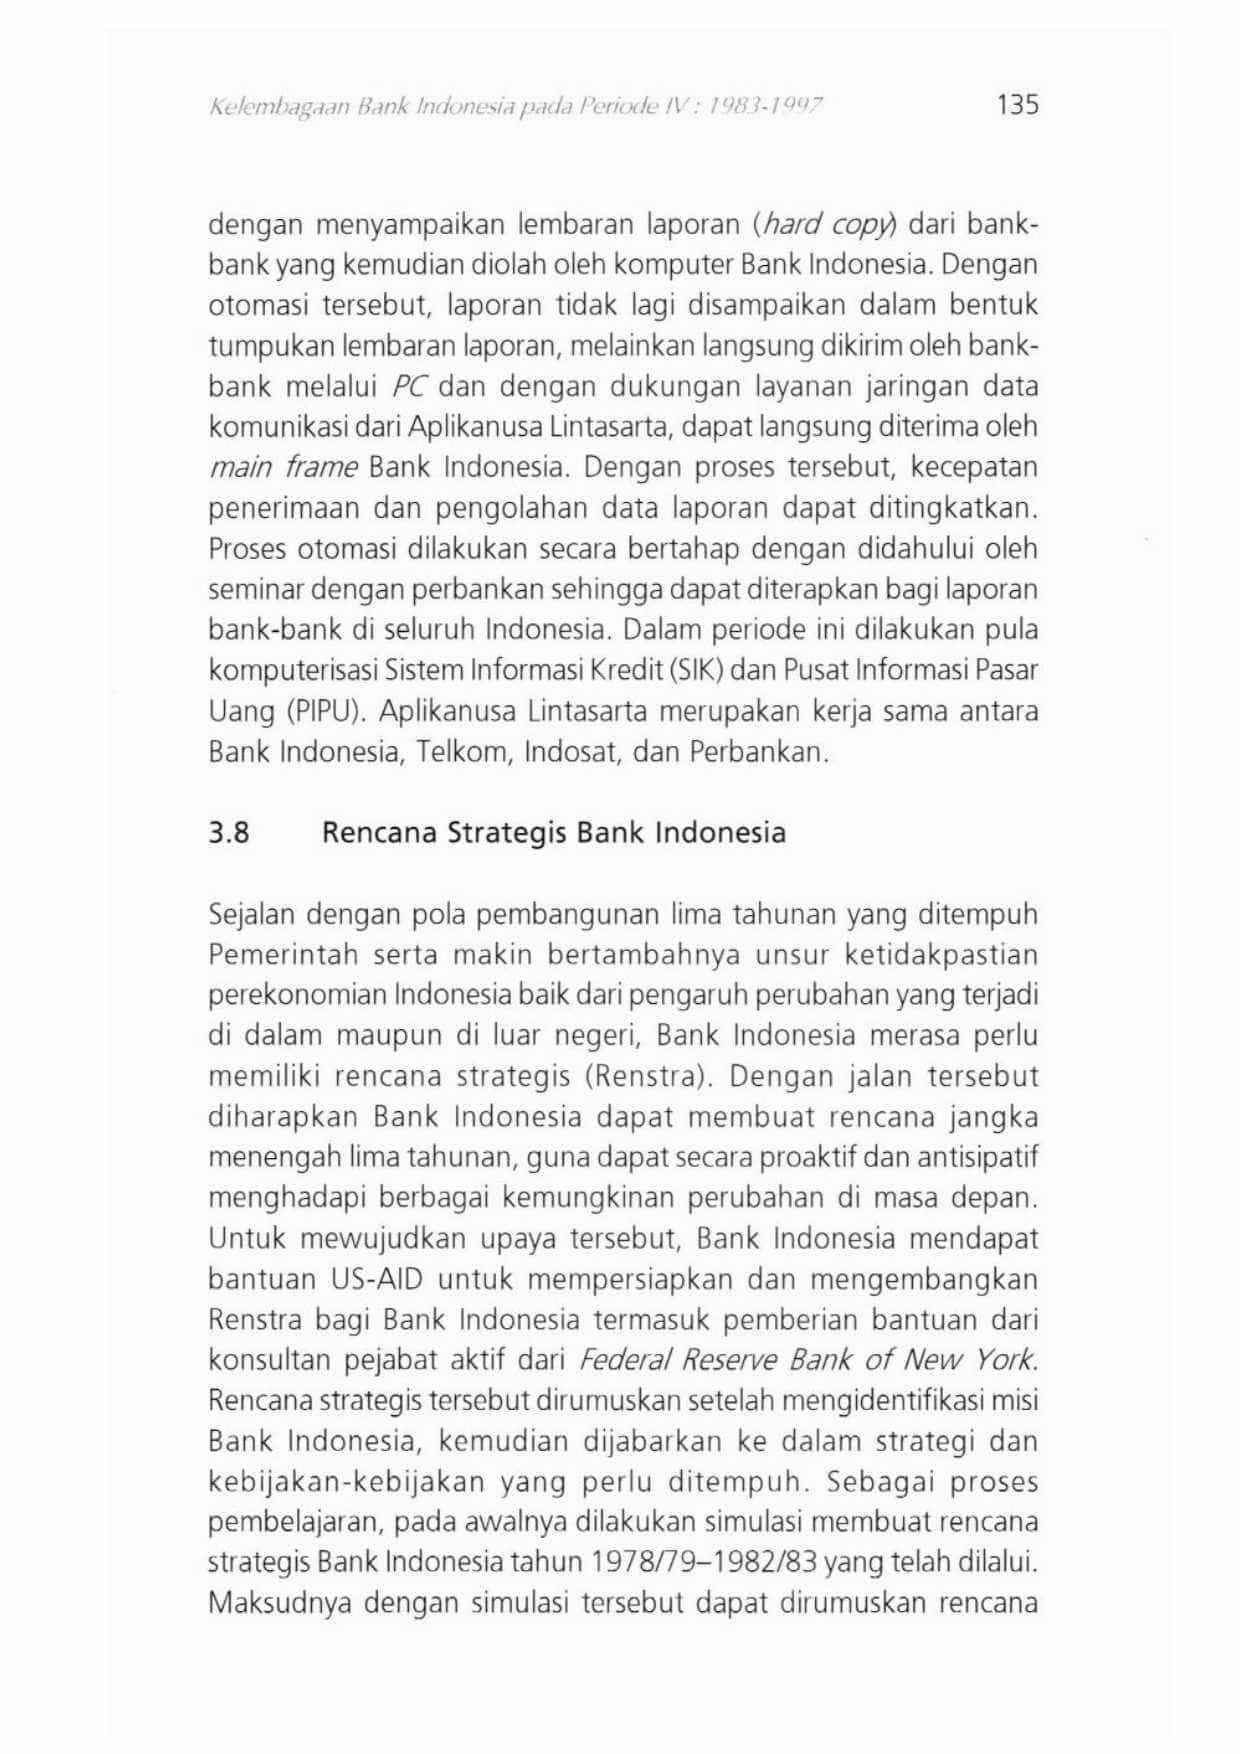 Kelembagaan Bank Indonesia pada Periode IV : 1983-1997 135
dengan menyampaikan lembaran laporan (hard copy) dari bank-
bank yang kemudian diolah oleh komputer Bank Indonesia. Dengan
otomasi tersebut, laporan tidak lagi disampaikan dalam bentuk
tumpukan lembaran laporan, melainkan langsung dikirim oleh bank-
bank melalui PC dan dengan dukungan layanan jaringan data
komunikasi dari Aplikanusa Lintasarta, dapat langsung diterima oleh
main frame Bank Indonesia. Dengan proses tersebut, kecepatan
penerimaan dan pengolahan data laporan dapat ditingkatkan.
Proses otomasi dilakukan secara bertahap dengan didahului oleh
seminar dengan perbankan sehingga dapat diterapkan bagi laporan
bank-bank di seluruh Indonesia. Dalam periode ini dilakukan pula
komputerisasi Sistem Informasi Kredit (SIK) dan Pusat Informasi Pasar
Uang (PIPU). Aplikanusa Lintasarta merupakan kerja sama antara
Bank Indonesia, Telkom, Indosat, dan Perbankan.
3.8 Rencana Strategis Bank Indonesia
Sejalan dengan pola pembangunan lima tahunan yang ditempuh
Pemerintah serta makin bertambahnya unsur ketidakpastian
perekonomian Indonesia baik dari pengaruh perubahan yang terjadi
di dalam maupun di luar negeri, Bank Indonesia merasa perlu
memiliki rencana strategis (Renstra). Dengan jalan tersebut
diharapkan Bank Indonesia dapat membuat rencana jangka
menengah lima tahunan, guna dapat secara proaktif dan antisipatif
menghadapi berbagai kemungkinan perubahan di masa depan.
Untuk mewujudkan upaya tersebut, Bank Indonesia mendapat
bantuan US-AID untuk mempersiapkan dan mengembangkan
Renstra bagi Bank Indonesia termasuk pemberian bantuan dari
konsultan pejabat aktif dari Federal Reserve Bank of New York.
Rencana strategis tersebut dirumuskan setelah mengidentifikasi misi
Bank Indonesia, kemudian dijabarkan ke dalam strategi dan
kebijakan-kebijakan yang perlu ditempuh. Sebagai proses
pembelajaran, pada awalnya dilakukan simulasi membuat rencana
strategis Bank Indonesia tahun 1978/79–1982/83 yang telah dilalui.
Maksudnya dengan simulasi tersebut dapat dirumuskan rencana